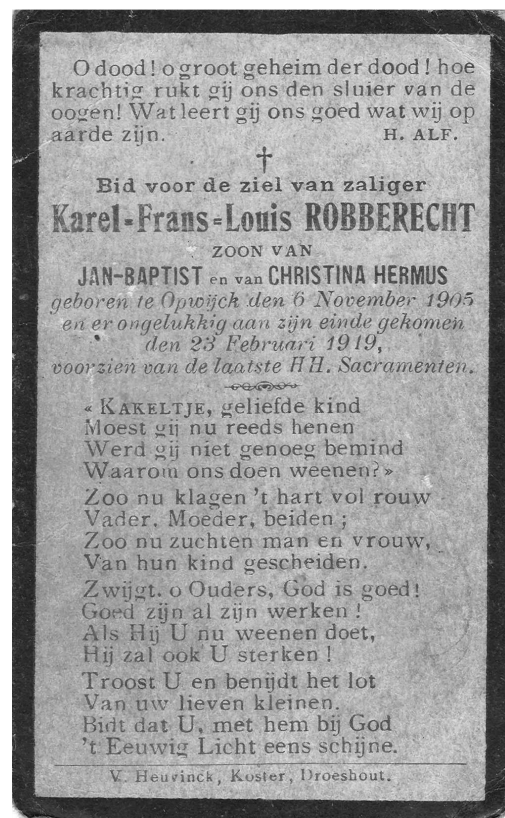 O dood! o groot geheim der dood! hoe
krachtig rukt gij ons den sluier van de
oogen! Wat leert gij ons goed wat wij op
aarde zijn. H. ALF.
Bid voor de ziel van zaliger
Karel-Frans-Louis ROBBERECHT
ZOON VAN
JAN-BAPTIST en van CHRISTINA HERMUS
geboren te Opwijck den 6 November 1905
en er ongelukkig aan zijn einde gekomen
den 23 Februari 1919,
voorzien van de laatste HH. Sacramenten.
« KAKELTJE, geliefde kind
Moest gij nu reeds henen
Werd gij niet genoeg bemind
Waarom ons doen weenen?»
Zoo nu klagen 't hart vol rouw
Vader, Moeder, beiden ;
Zoo nu zuchten man en vrouw,
Van hun kind gescheiden.
Zwijgt. o Ouders, God is goed!
Goed zijn al zijn werken !
Als Hij U nu weenen doet,
Hij zal ook U sterken !
Troost U en benijdt het lot
Van uw lieven kleinen.
Bidt dat U, met hem bij God
't Eeuwig Licht eens schijne.
V. Heuvinck, Koster, Droeshout.